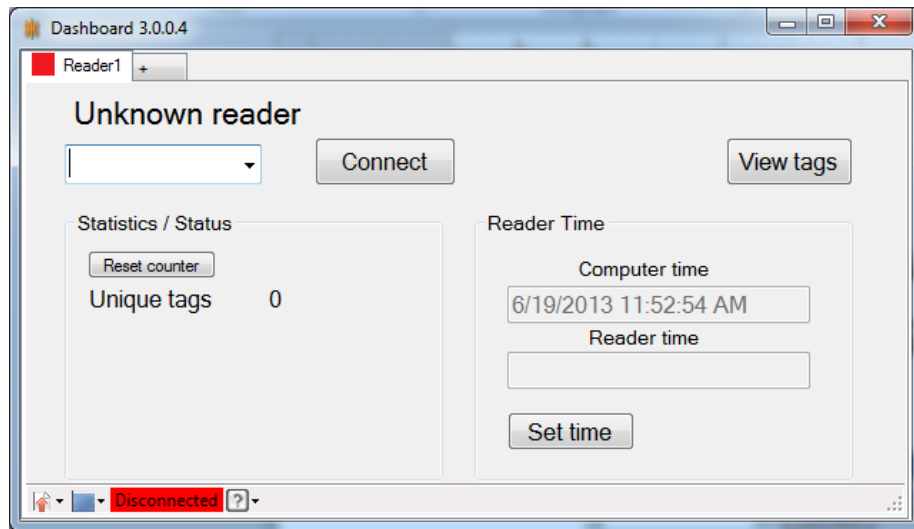 Dashboard 3.0.0.4
Reader1 +
Unknown reader
Connect
View tags
Statistics / Status
Reset counter
Unique tags 0
Reader Time
Computer time
6/19/2013 11:52:54 AM
Reader time
Set time
Disconnected ?